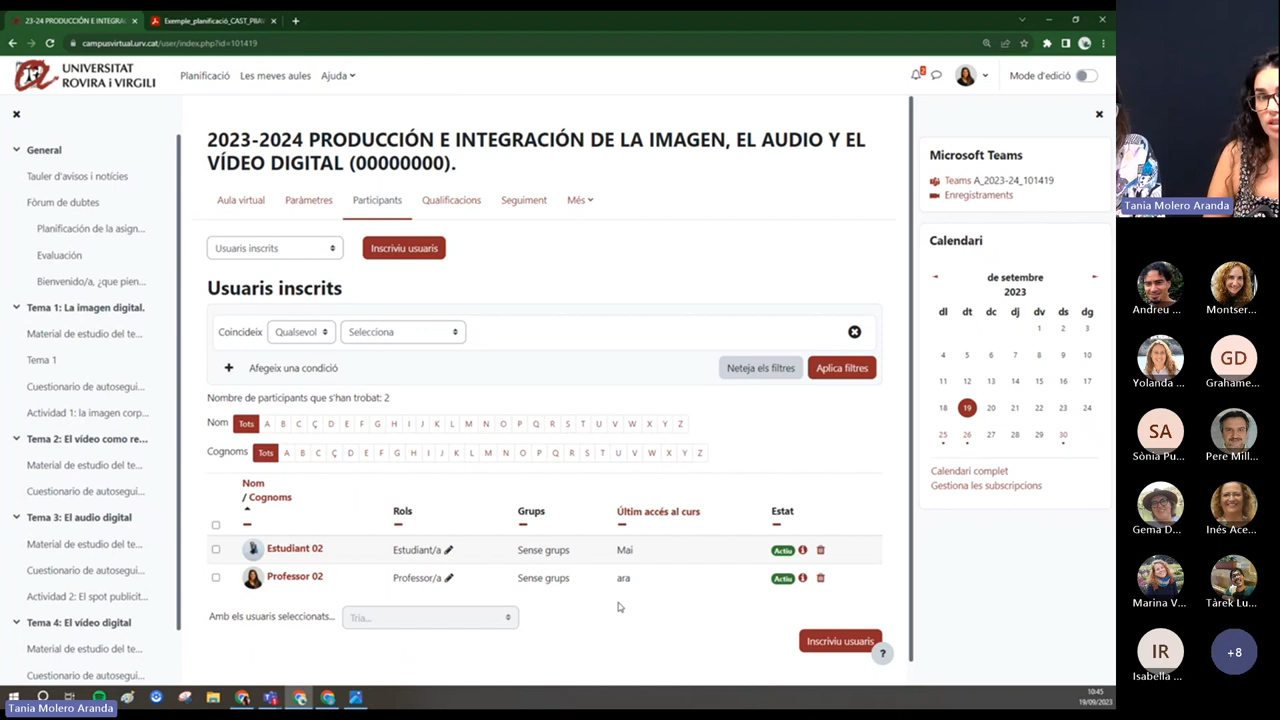 23-24 PRODUCCIÓN E INTEGRA
Exemple_planificació_CAST_PIIAV
campusvirtual.urv.cat/user/index.php?id=101419
UNIVERSITAT
ROVIRA i VIRGILI
Planificació
Les meves aules
Ajuda
2
Mode d'edició
General
Tauler d'avisos i notícies
Fòrum de dubtes
Planificación de la asign...
Evaluación
Bienvenido/a, ¿que pien...
Tema 1: La imagen digital.
Material de estudio del te...
Tema 1
Cuestionario de autosegui...
Actividad 1: la imagen corp...
Tema 2: El vídeo como re...
Material de estudio del te...
Cuestionario de autosegui...
Tema 3: El audio digital
Material de estudio del te...
Cuestionario de autosegui...
Actividad 2: El spot publicit...
Tema 4: El vídeo digital
Material de estudio del te...
Cuestionario de autosegui...
2023-2024 PRODUCCIÓN E INTEGRACIÓN DE LA IMAGEN, EL AUDIO Y EL
VÍDEO DIGITAL (00000000).
Aula virtual
Paràmetres
Participants
Qualificacions
Seguiment
Més
Usuaris inscrits
Inscriviu usuaris
Usuaris inscrits
Coincideix
Qualsevol
Selecciona
+ Afegeix una condició
Neteja els filtres
Aplica filtres
Nombre de participants que s'han trobat: 2
Nom Tots A B C Ç D E F G H I J K L M N O P Q R S T U V W X Y Z
Cognoms Tots A B C Ç D E F G H I J K L M N O P Q R S T U V W X Y Z
Nom
/ Cognoms
Rols
Grups
Últim accés al curs
Estat
Estudiant 02 Estudiant/a Sense grups Mai Actiu
Professor 02 Professor/a Sense grups ara Actiu
Amb els usuaris seleccionats...
Tria...
Inscriviu usuaris
?
Microsoft Teams
Teams A_2023-24_101419
Enregistraments
Calendari
de setembre
2023
dl dt dc dj dv ds dg
1 2 3
4 5 6 7 8 9 10
11 12 13 14 15 16 17
18 19 20 21 22 23 24
25 26 27 28 29 30
Calendari complet
Gestiona les subscripcions
10:45
19/09/2023
Tania Molero Aranda
Tania Molero Aranda
Andreu ...
Montser...
Yolanda ...
GD
Grahame...
SA
Sònia Pu...
Pere Mill...
Gema D...
Inés Ace...
Marina V...
Tàrek Lu...
IR
Isabella ...
+8